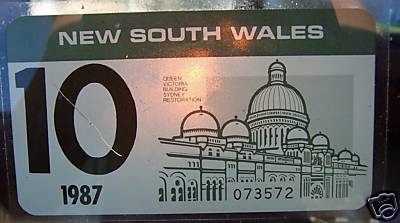 NEW SOUTH WALES
10
1987
QUEEN
VICTORIA
BUILDING
SYDNEY
RESTORATION
073572